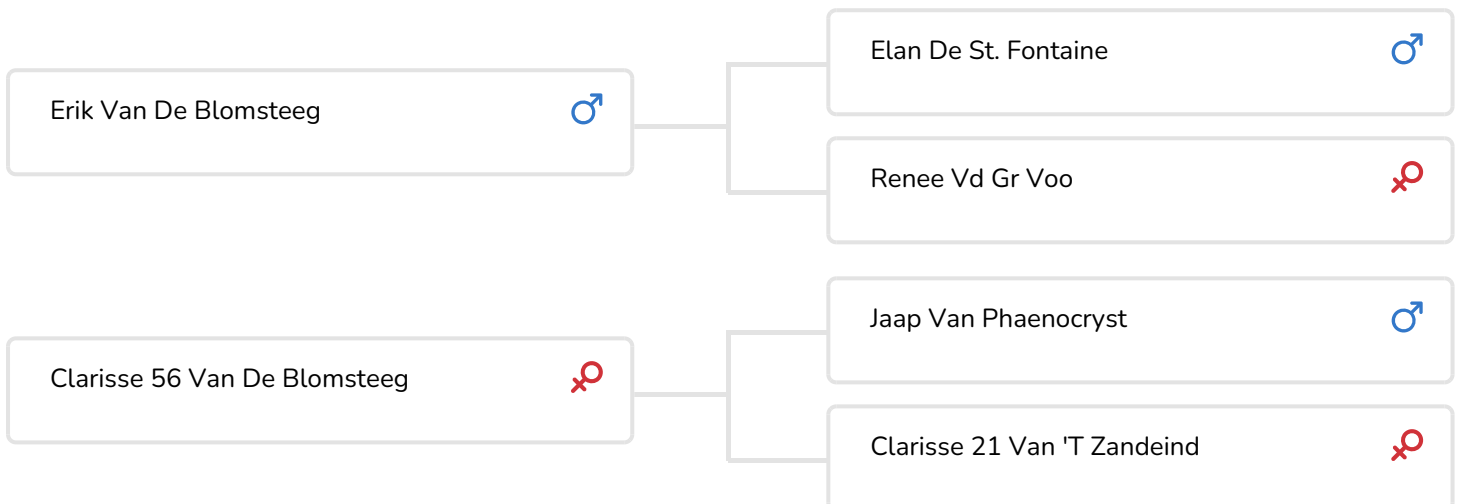 Elan De St. Fontaine
Erik Van De Blomsteeg
Renee Vd Gr Voo
Jaap Van Phaenocryst
Clarisse 56 Van De Blomsteeg
Clarisse 21 Van 'T Zandeind